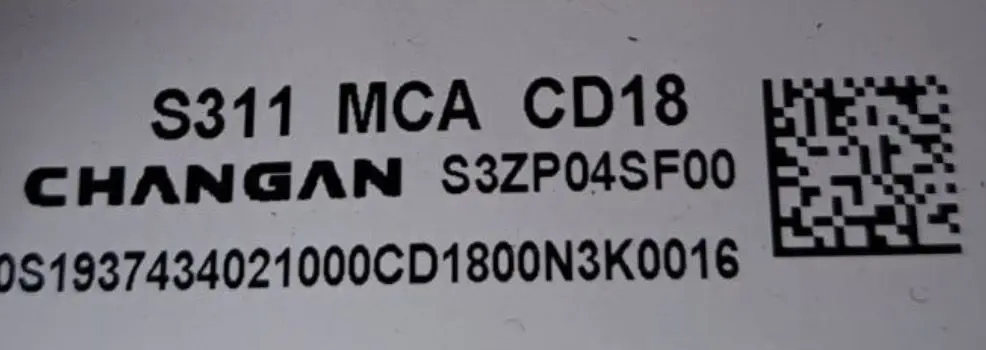 S311 MCA CD18
CHANGAN S3ZP04SF00
0S1937434021000CD1800N3K0016